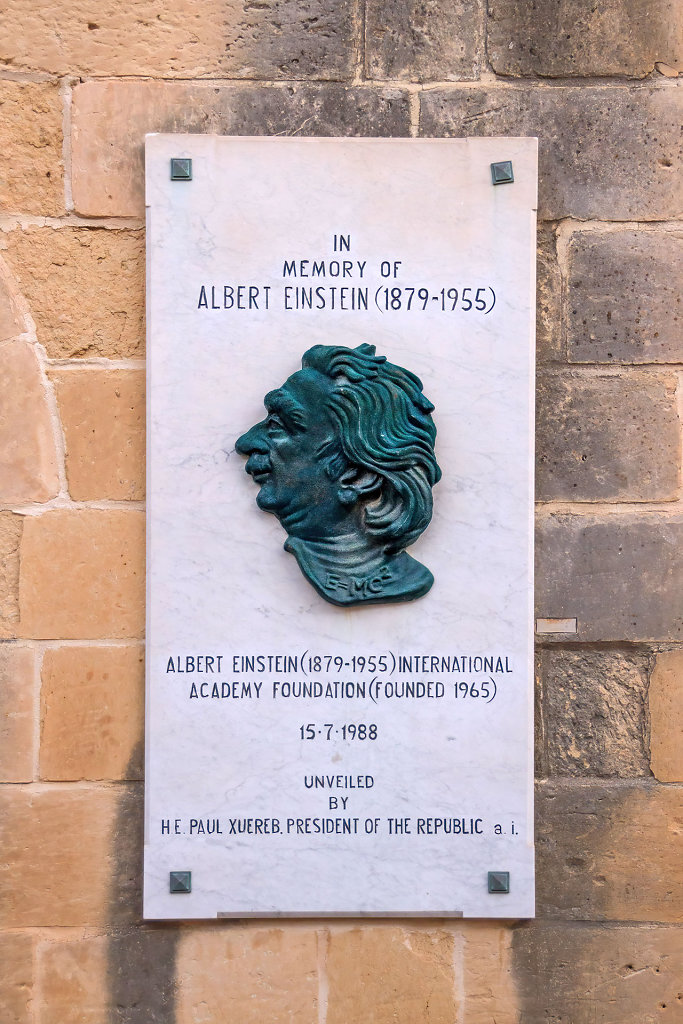 IN
MEMORY OF
ALBERT EINSTEIN (1879-1955)
E=MC²
ALBERT EINSTEIN (1879-1955) INTERNATIONAL
ACADEMY FOUNDATION (FOUNDED 1965)
15·7·1988
UNVEILED
BY
H E. PAUL XUEREB. PRESIDENT OF THE REPUBLIC a. i.